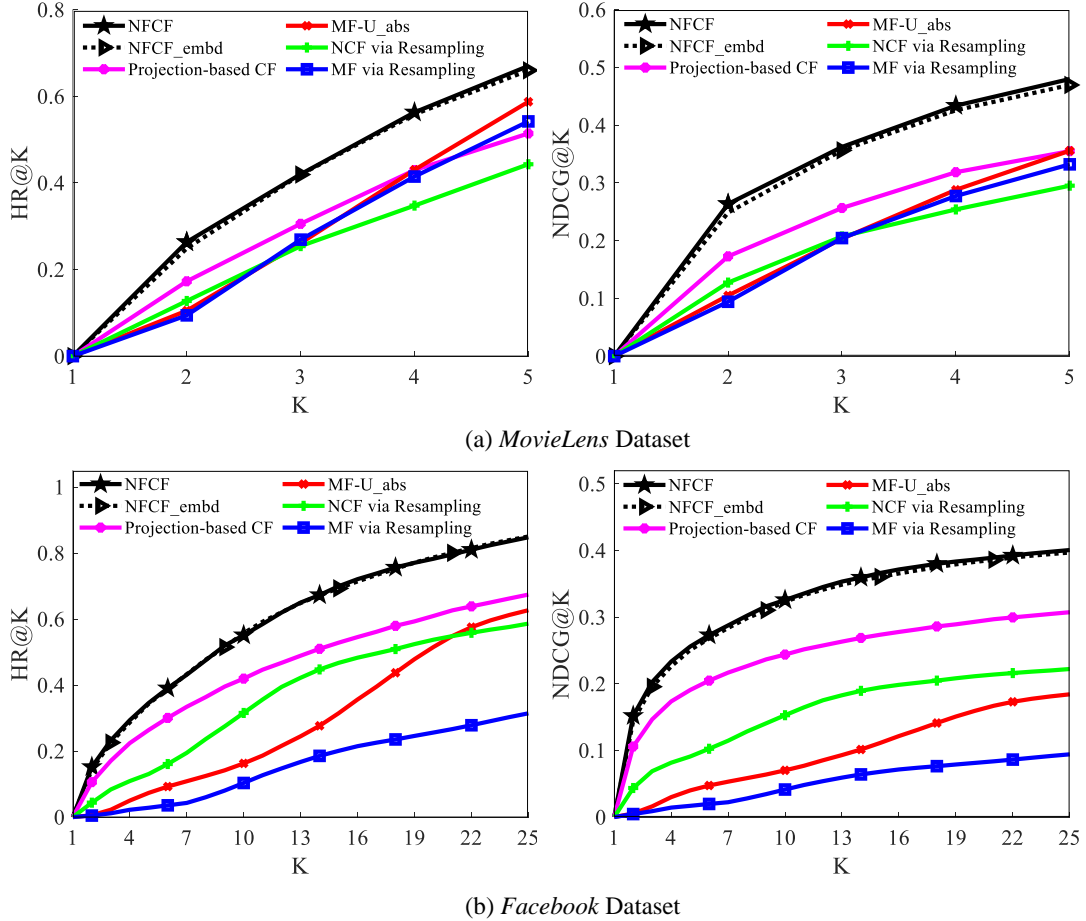 NFCF
NFCF_embd
Projection-based CF
MF-U_abs
NCF via Resampling
MF via Resampling
HR@K
0.8
0.6
0.4
0.2
0
1 2 3 4 5
K
NFCF
NFCF_embd
Projection-based CF
MF-U_abs
NCF via Resampling
MF via Resampling
NDCG@K
0.6
0.5
0.4
0.3
0.2
0.1
0
1 2 3 4 5
K
(a) MovieLens Dataset
NFCF
NFCF_embd
Projection-based CF
MF-U_abs
NCF via Resampling
MF via Resampling
HR@K
1
0.8
0.6
0.4
0.2
0
1 4 7 10 13 16 19 22 25
K
NFCF
NFCF_embd
Projection-based CF
MF-U_abs
NCF via Resampling
MF via Resampling
NDCG@K
0.5
0.4
0.3
0.2
0.1
0
1 4 7 10 13 16 19 22 25
K
(b) Facebook Dataset